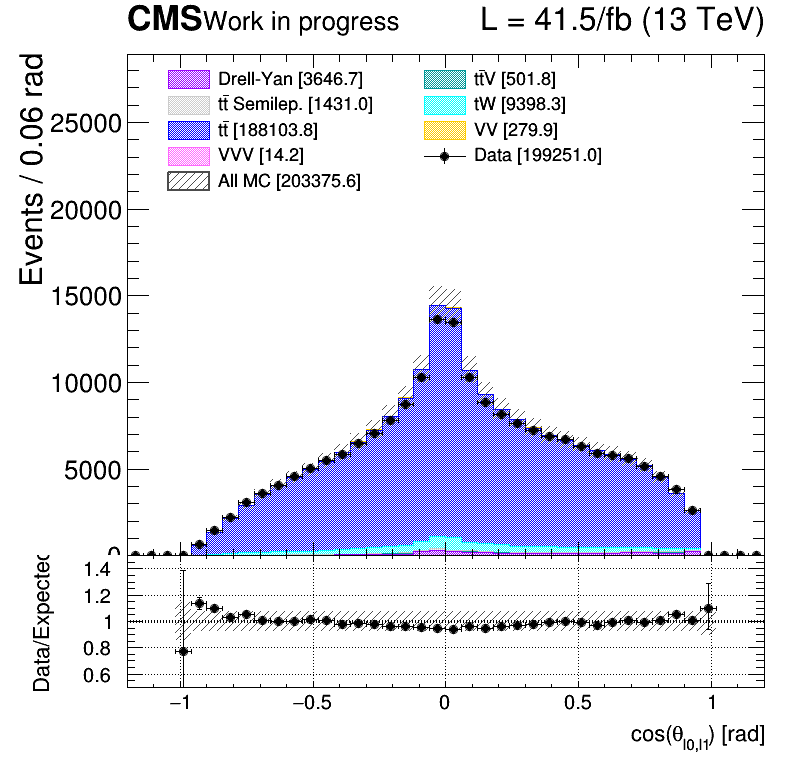 CMS Work in progress L = 41.5/fb (13 TeV)
Events / 0.06 rad
Drell-Yan [3646.7]
tt̄ Semilep. [1431.0]
tt̄ [188103.8]
VVV [14.2]
All MC [203375.6]
tt̄V [501.8]
tW [9398.3]
VV [279.9]
Data [199251.0]
25000
20000
15000
10000
5000
0
Data/Expected
1.4
1.2
1
0.8
0.6
−1 −0.5 0 0.5 1
cos(θl0,l1) [rad]